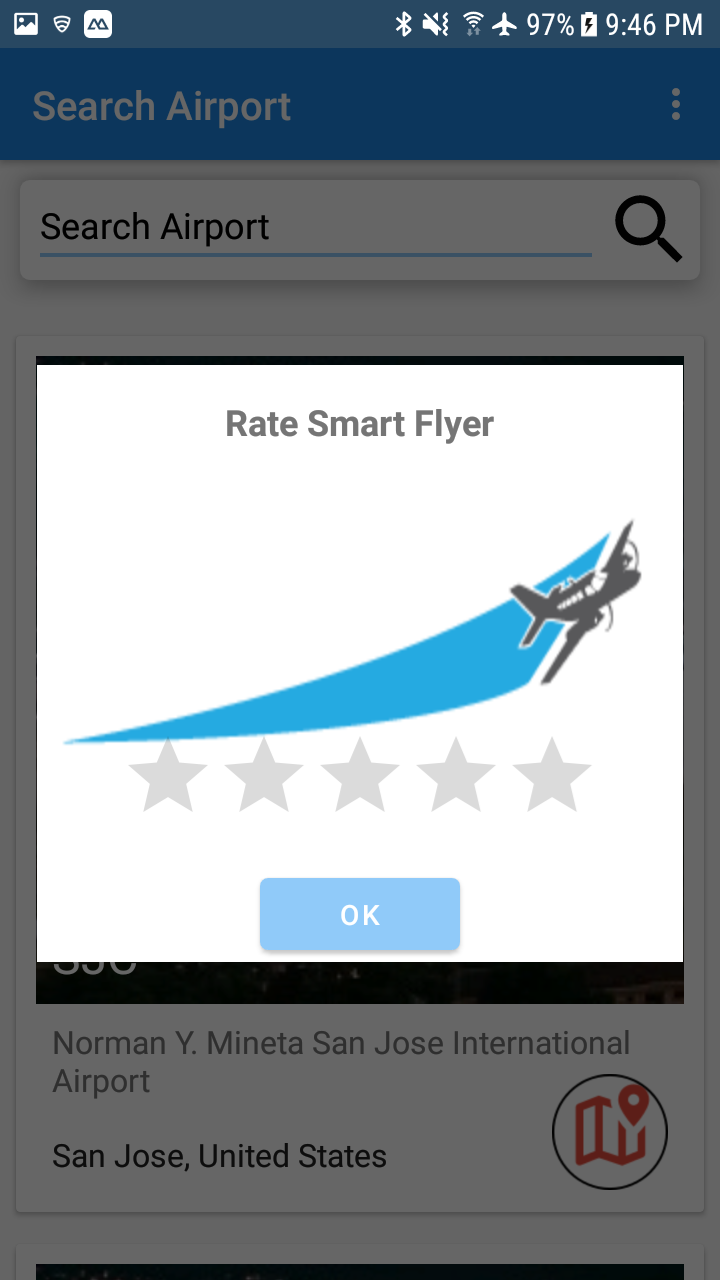 97% 9:46 PM
Search Airport
Search Airport
Rate Smart Flyer
OK
SJC
Norman Y. Mineta San Jose International
Airport
San Jose, United States